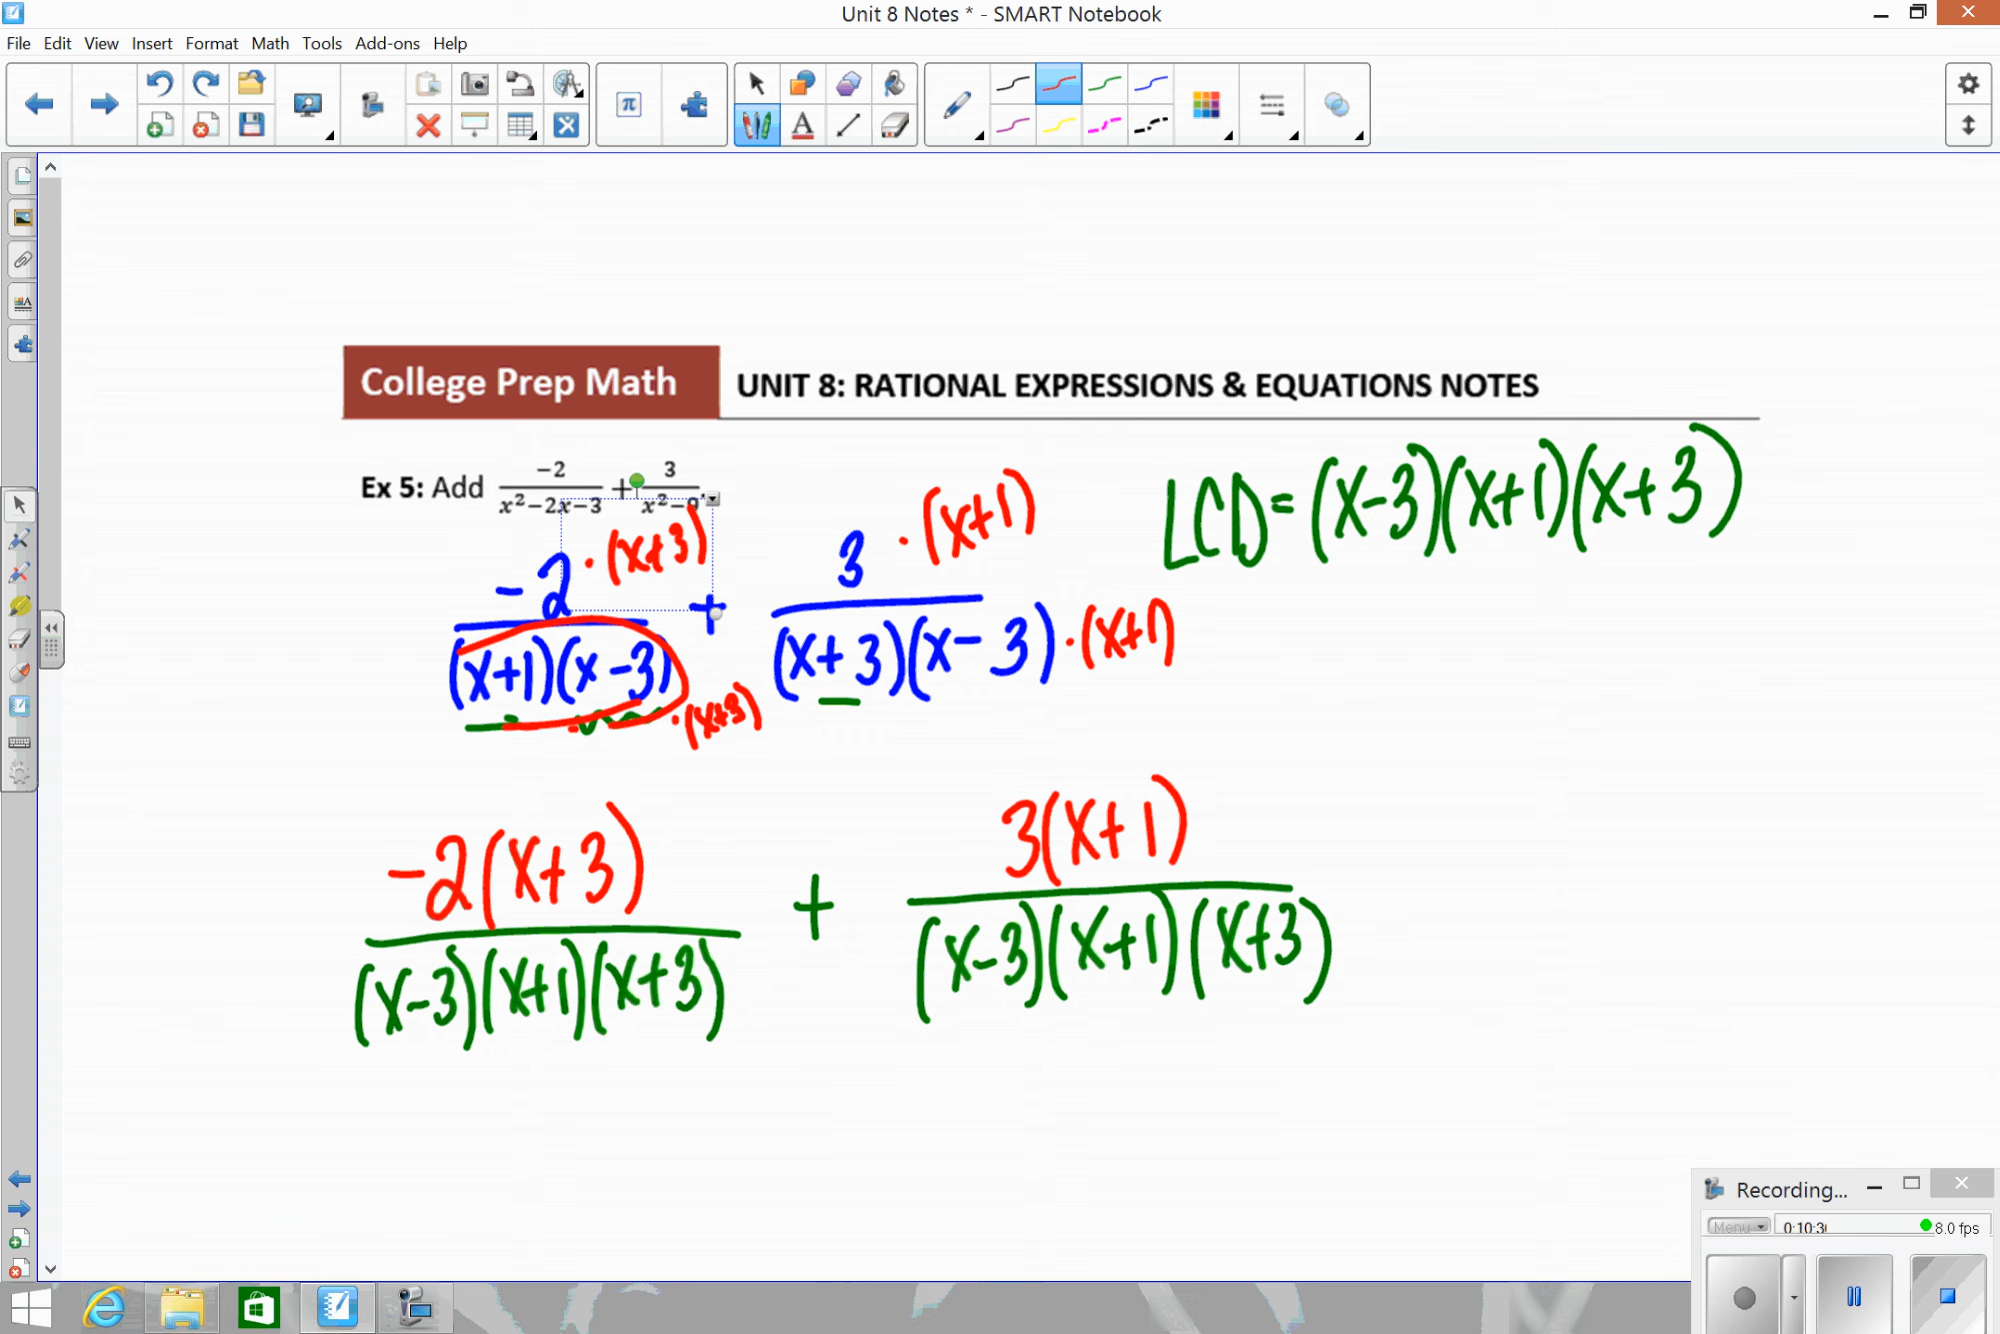 Unit 8 Notes * - SMART Notebook
File Edit View Insert Format Math Tools Add-ons Help
College Prep Math UNIT 8: RATIONAL EXPRESSIONS & EQUATIONS NOTES
Ex 5: Add -2/(x²-2x-3) + 3/(x²-9)
LCD = (x-3)(x+1)(x+3)
-2 · (x+3) + 3 · (x+1)
(x+1)(x-3) · (x+3) (x+3)(x-3) · (x+1)
-2(x+3) + 3(x+1)
(x-3)(x+1)(x+3) (x-3)(x+1)(x+3)
Recording...
Menu 0:10:3 8.0 fps